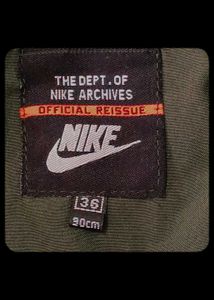 THE DEPT. OF
NIKE ARCHIVES
OFFICIAL REISSUE
NIKE
36
90cm